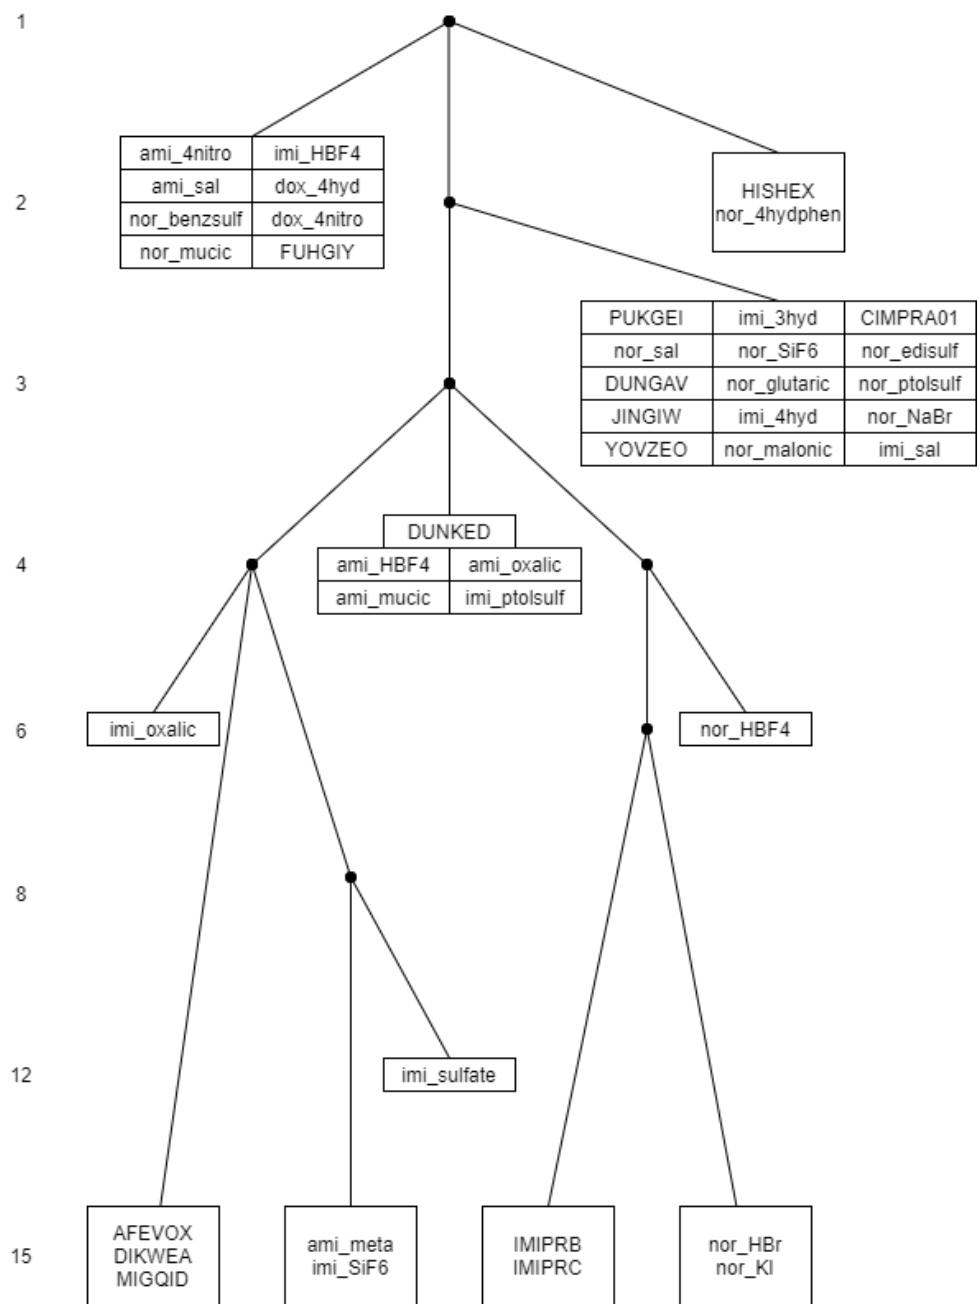 1
ami_4nitro imi_HBF4
ami_sal dox_4hyd
nor_benzsulf dox_4nitro
nor_mucic FUHGIY
HISHEX
nor_4hydphen
2
PUKGEI imi_3hyd CIMPRA01
nor_sal nor_SiF6 nor_edisulf
DUNGAV nor_glutaric nor_ptolsulf
JINGIW imi_4hyd nor_NaBr
YOVZEO nor_malonic imi_sal
3
DUNKED
ami_HBF4 ami_oxalic
ami_mucic imi_ptolsulf
4
imi_oxalic
nor_HBF4
6
8
imi_sulfate
12
AFEVOX
DIKWEA
MIGQID
ami_meta
imi_SiF6
IMIPRB
IMIPRC
nor_HBr
nor_KI
15